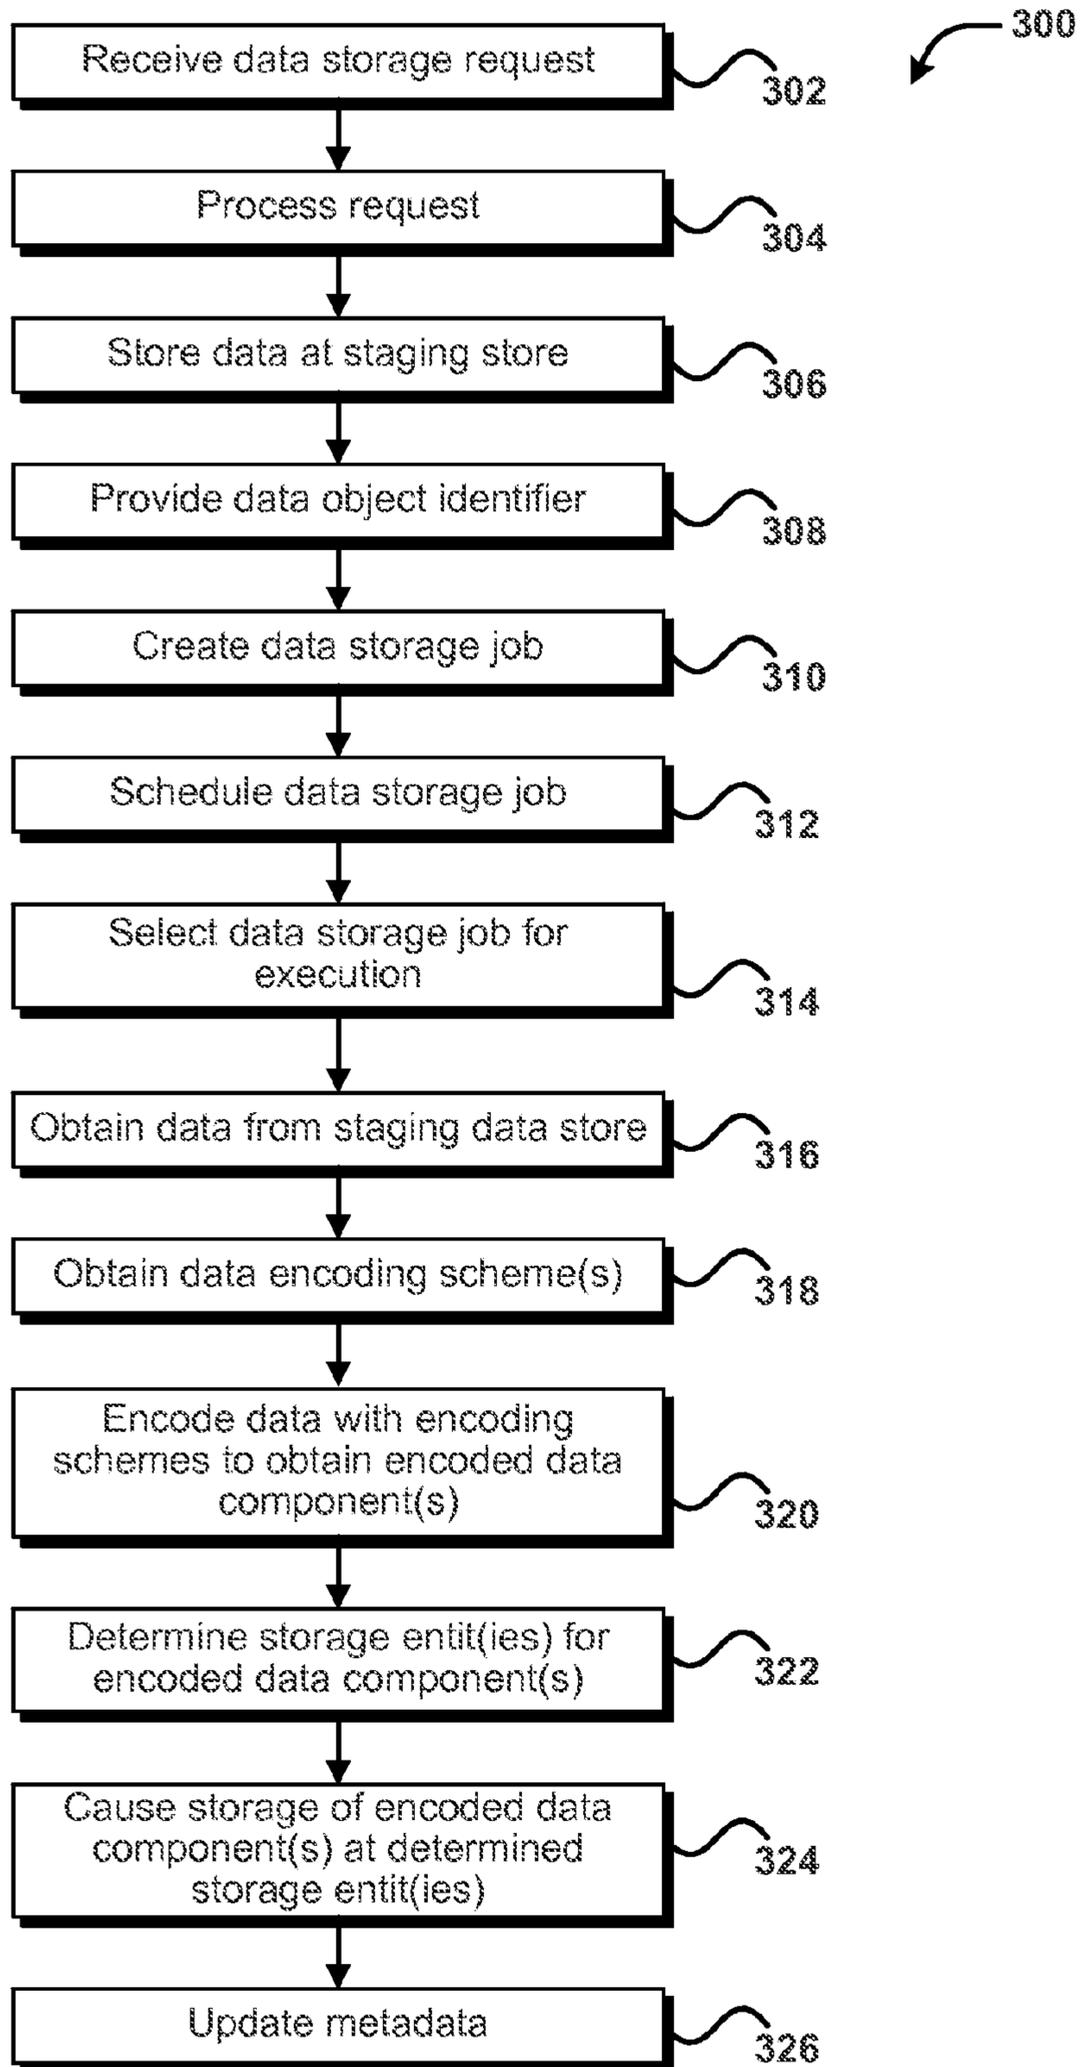 300
Receive data storage request
302
Process request
304
Store data at staging store
306
Provide data object identifier
308
Create data storage job
310
Schedule data storage job
312
Select data storage job for
execution
314
Obtain data from staging data store
316
Obtain data encoding scheme(s)
318
Encode data with encoding
schemes to obtain encoded data
component(s)
320
Determine storage entit(ies) for
encoded data component(s)
322
Cause storage of encoded data
component(s) at determined
storage entit(ies)
324
Update metadata
326